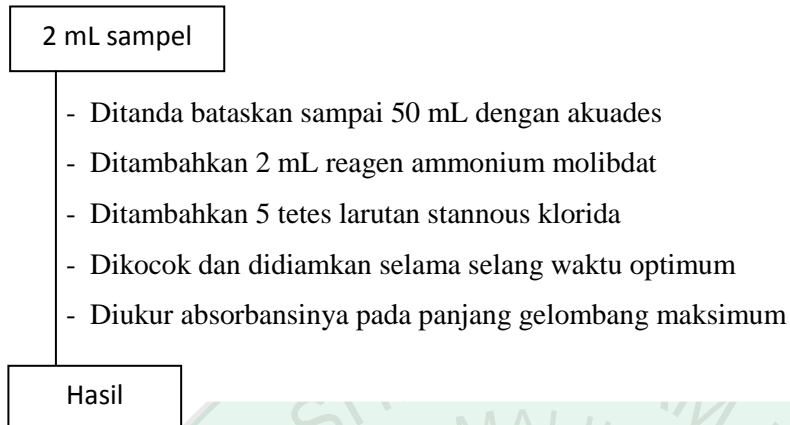 2 mL sampel
- Ditanda bataskan sampai 50 mL dengan akuades
- Ditambahkan 2 mL reagen ammonium molibdat
- Ditambahkan 5 tetes larutan stannous klorida
- Dikocok dan didiamkan selama selang waktu optimum
- Diukur absorbansinya pada panjang gelombang maksimum
Hasil